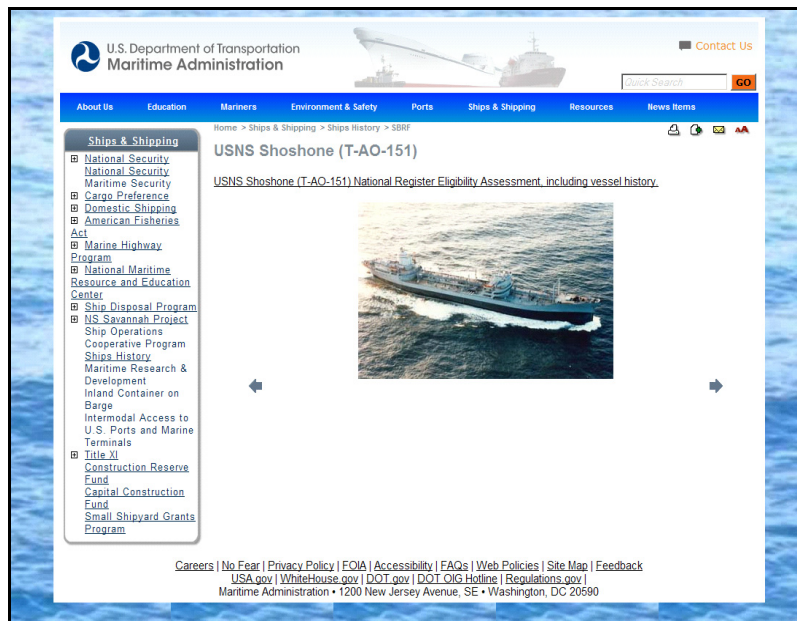 U.S. Department of Transportation
Maritime Administration
Contact Us
Quick Search
GO
About Us Education Mariners Environment & Safety Ports Ships & Shipping Resources News Items
Home > Ships & Shipping > Ships History > SBRF
AA
Ships & Shipping
National Security
National Security
Maritime Security
Cargo Preference
Domestic Shipping
American Fisheries
Act
Marine Highway
Program
National Maritime
Resource and Education
Center
Ship Disposal Program
NS Savannah Project
Ship Operations
Cooperative Program
Ships History
Maritime Research &
Development
Inland Container on
Barge
Intermodal Access to
U.S. Ports and Marine
Terminals
Title XI
Construction Reserve
Fund
Capital Construction
Fund
Small Shipyard Grants
Program
USNS Shoshone (T-AO-151)
USNS Shoshone (T-AO-151) National Register Eligibility Assessment, including vessel history.
Careers | No Fear | Privacy Policy | FOIA | Accessibility | FAQs | Web Policies | Site Map | Feedback
USA.gov | WhiteHouse.gov | DOT.gov | DOT OIG Hotline | Regulations.gov |
Maritime Administration • 1200 New Jersey Avenue, SE • Washington, DC 20590